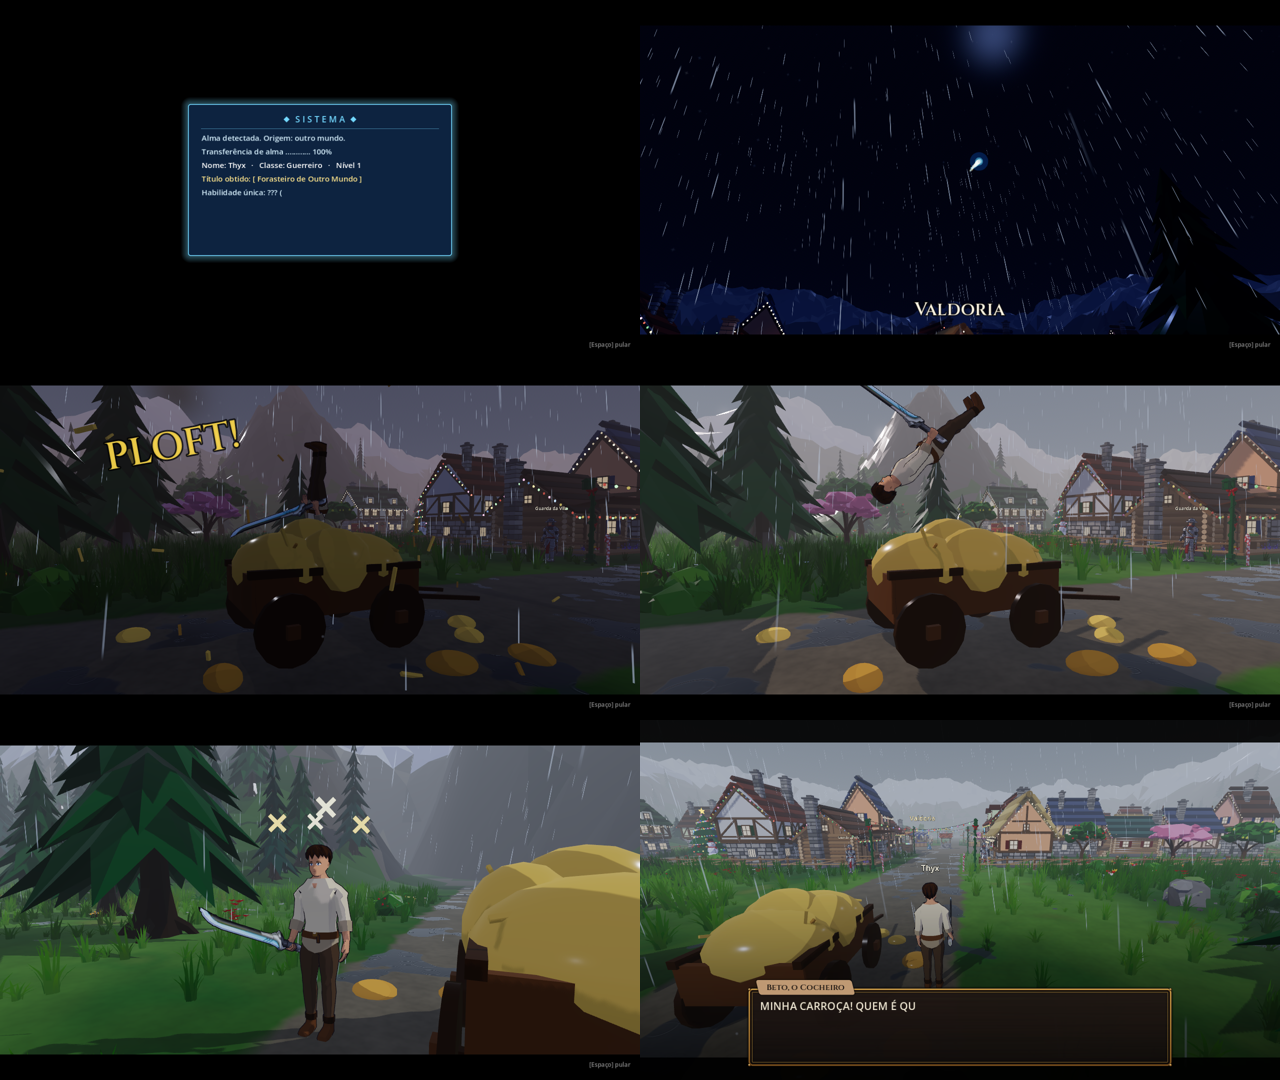 ◆ SISTEMA ◆
Alma detectada. Origem: outro mundo.
Transferência de alma ............ 100%
Nome: Thyx - Classe: Guerreiro - Nível 1
Título obtido: [ Forasteiro de Outro Mundo ]
Habilidade única: ??? (
[Espaço] pular
VALDORIA
[Espaço] pular
PLOFT!
Guarda da Vila
[Espaço] pular
Guarda da Vila
[Espaço] pular
[Espaço] pular
Thyx
BETO, O COCHEIRO
MINHA CARROÇA! QUEM É QU